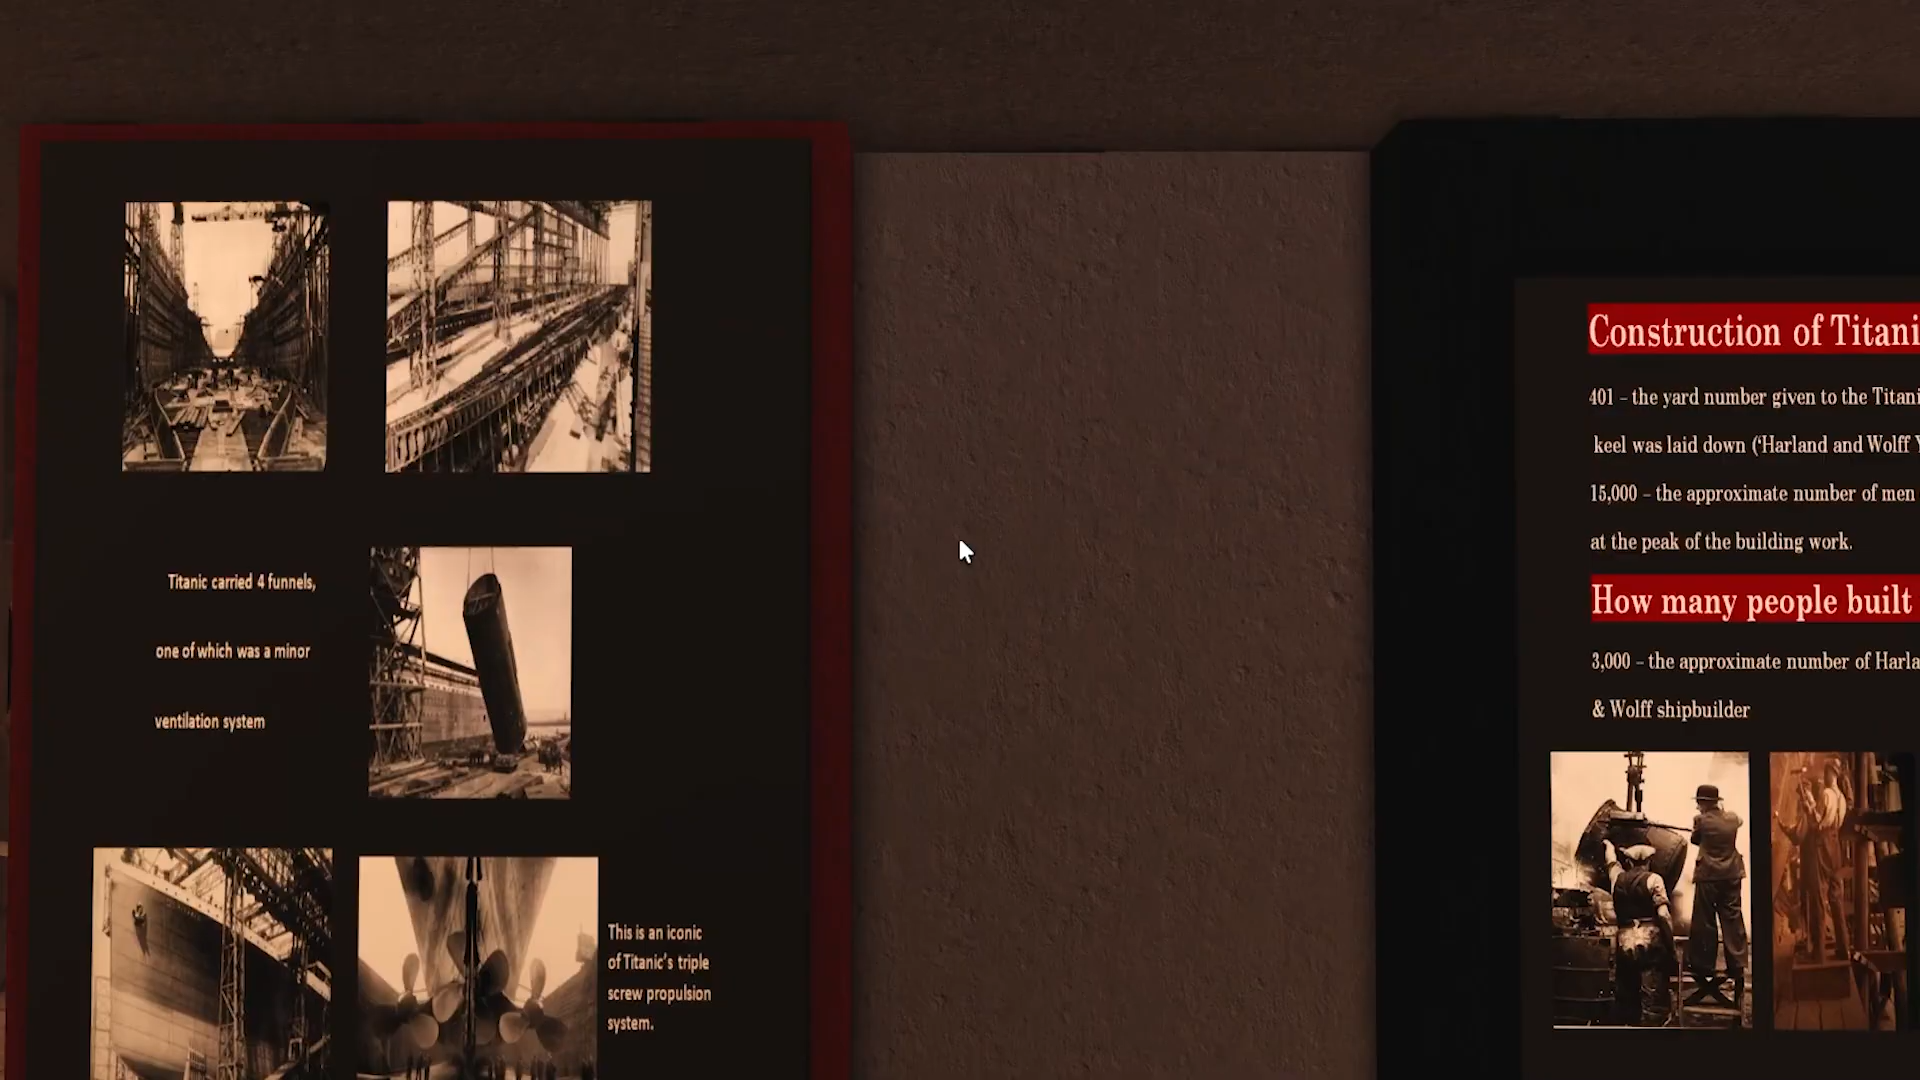 Titanic carried 4 funnels,
one of which was a minor
ventilation system
This is an iconic
of Titanic's triple
screw propulsion
system.
Construction of Titani
401 - the yard number given to the Titani
keel was laid down ('Harland and Wolff Y
15,000 - the approximate number of men
at the peak of the building work.
How many people built
3,000 - the approximate number of Harla
& Wolff shipbuilder